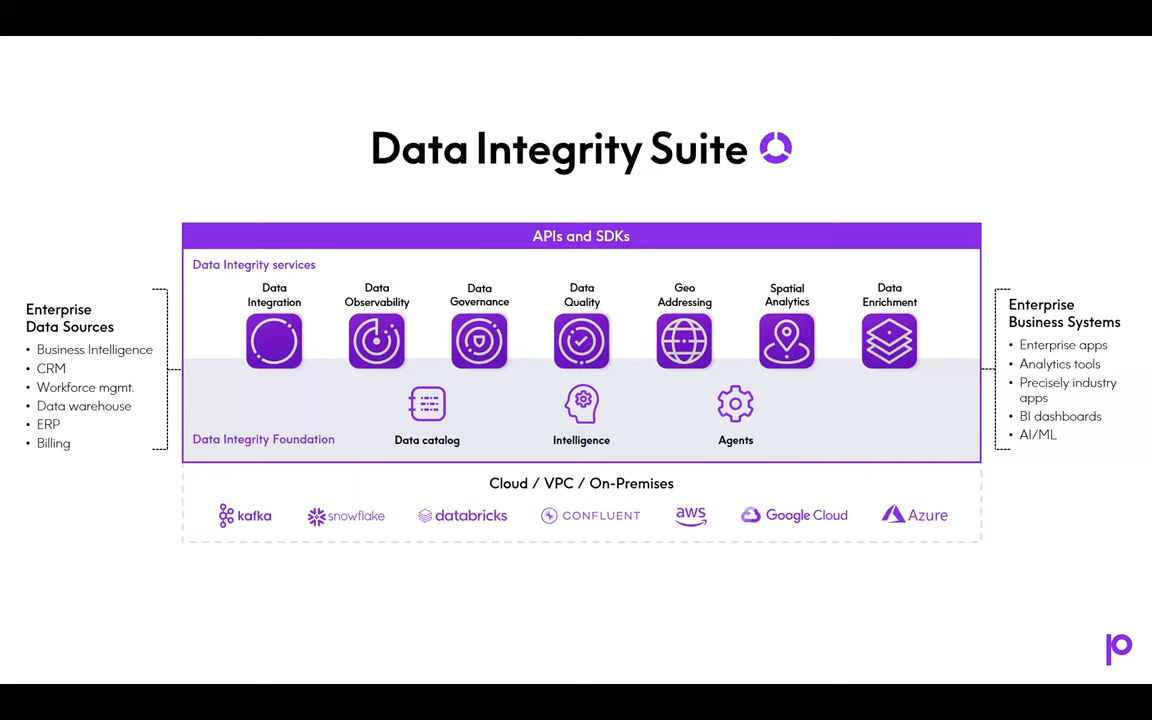 Data Integrity Suite
APIs and SDKs
Data Integrity services
Data
Integration
Data
Observability
Data
Governance
Data
Quality
Geo
Addressing
Spatial
Analytics
Data
Enrichment
Enterprise
Data Sources
• Business Intelligence
• CRM
• Workforce mgmt.
• Data warehouse
• ERP
• Billing
Data Integrity Foundation
Data catalog
Intelligence
Agents
Enterprise
Business Systems
• Enterprise apps
• Analytics tools
• Precisely industry
apps
• BI dashboards
• AI/ML
Cloud / VPC / On-Premises
kafka
snowflake
databricks
CONFLUENT
aws
Google Cloud
Azure
p